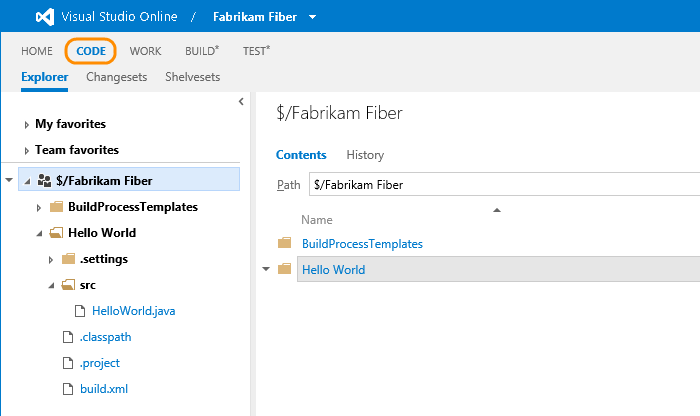 Visual Studio Online / Fabrikam Fiber
HOME CODE WORK BUILD* TEST*
Explorer Changesets Shelvesets
My favorites
Team favorites
$/Fabrikam Fiber
BuildProcessTemplates
Hello World
.settings
src
HelloWorld.java
.classpath
.project
build.xml
$/Fabrikam Fiber
Contents History
Path $/Fabrikam Fiber
Name
BuildProcessTemplates
Hello World